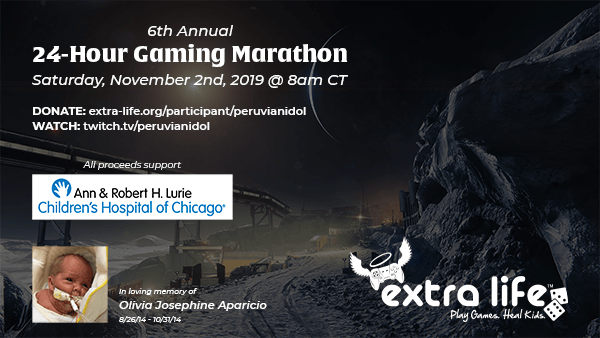 6th Annual
24-Hour Gaming Marathon
Saturday, November 2nd, 2019 @ 8am CT
DONATE: extra-life.org/participant/peruvianidol
WATCH: twitch.tv/peruvianidol
All proceeds support
Ann & Robert H. Lurie
Children's Hospital of Chicago®
In loving memory of
Olivia Josephine Aparicio
8/26/14 - 10/31/14
extra life™
Play Games. Heal Kids.